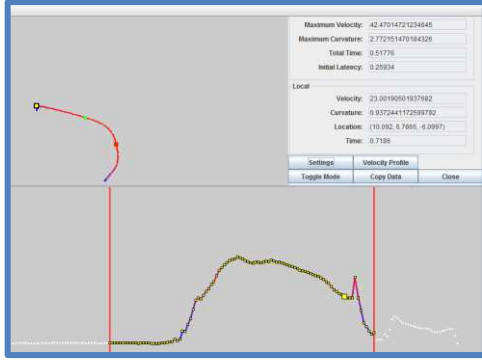 Maximum Velocity: 42.47014721234645
Maximum Curvature: 2.772151470184326
Total Time: 0.51776
Initial Latency: 0.25934
Local
Velocity: 23.00190501937682
Curvature: 0.9372441172599792
Location: (10.092, 6.7866, -6.0997)
Time: 0.7186
Settings Velocity Profile
Toggle Mode Copy Data Close